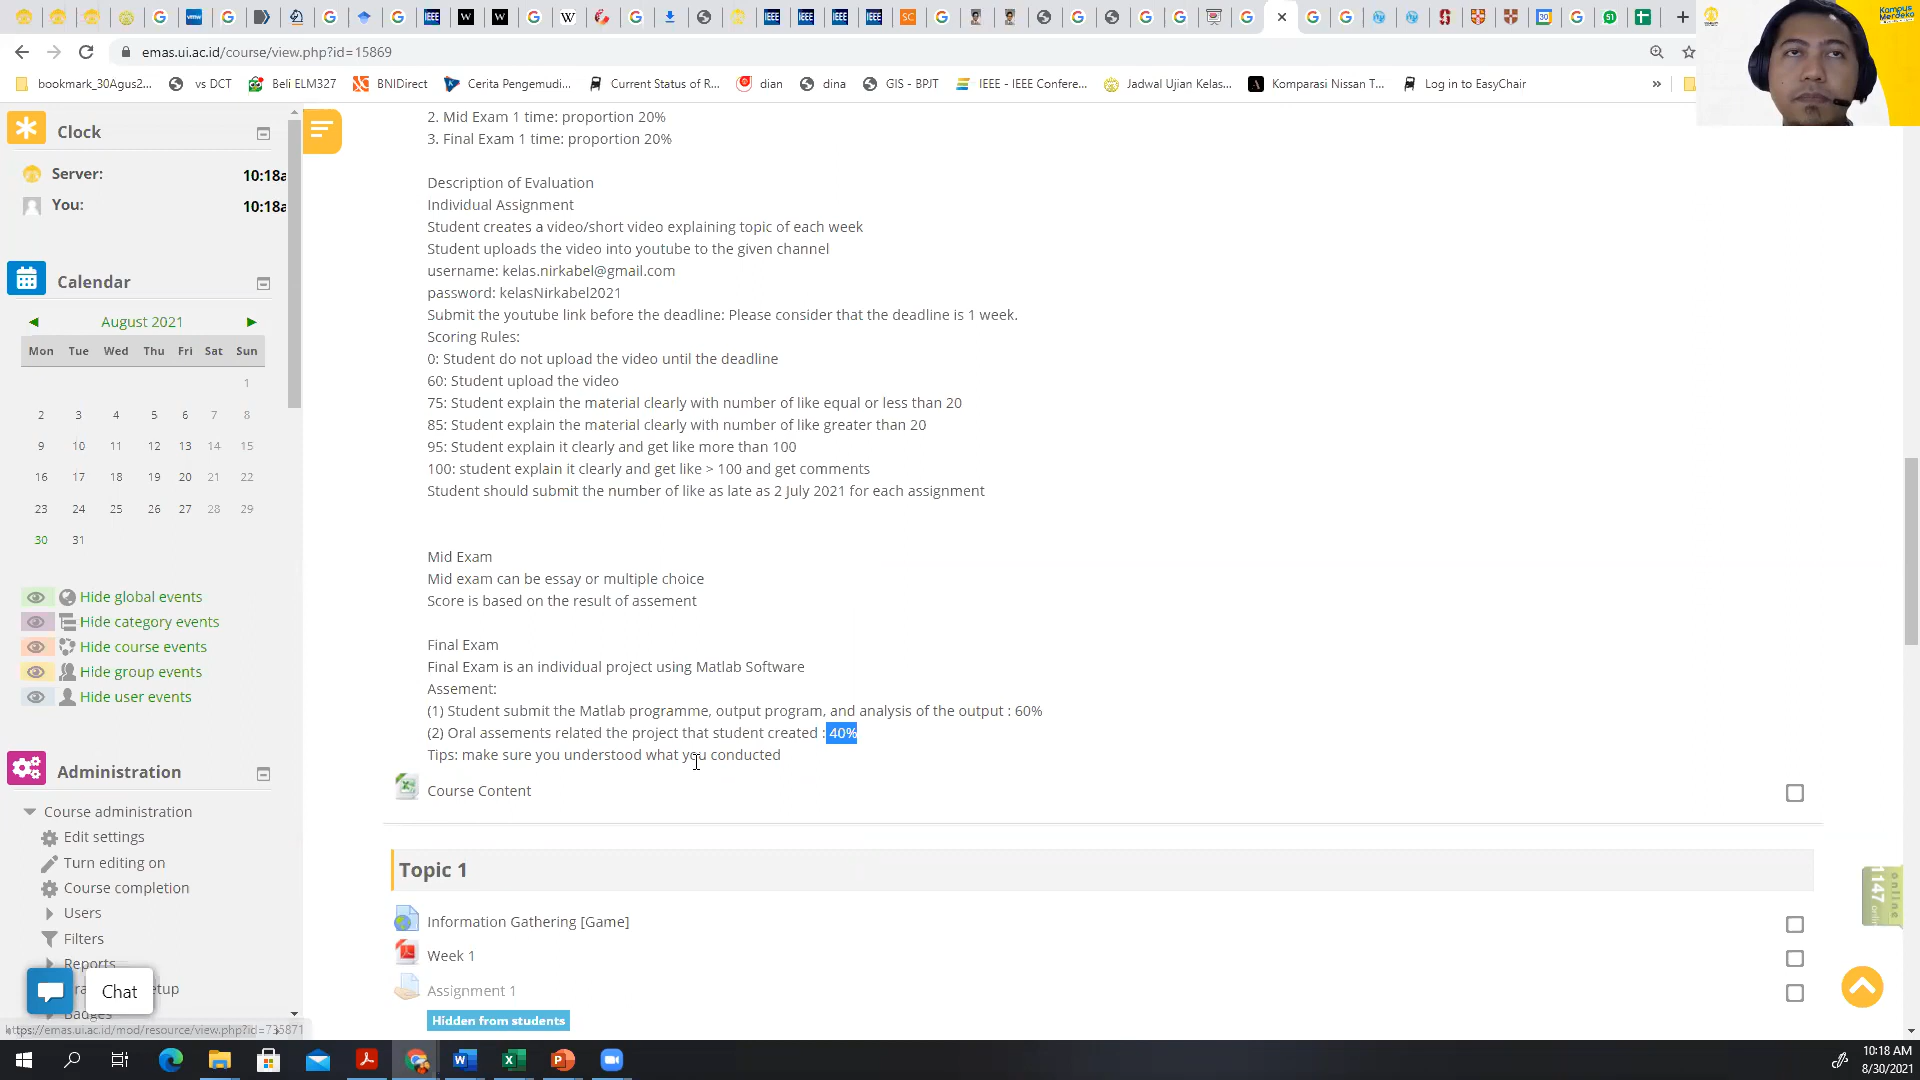 emas.ui.ac.id/course/view.php?id=15869
Kampus
Merdeka
bookmark_30Agus2...
vs DCT
Beli ELM327
BNIDirect
Cerita Pengemudi...
Current Status of R...
dian
dina
GIS - BPJT
IEEE - IEEE Confere...
Jadwal Ujian Kelas...
Komparasi Nissan T...
Log in to EasyChair
»
Clock
Server:
10:18a
You:
10:18a
Calendar
August 2021
Mon Tue Wed Thu Fri Sat Sun
1
2 3 4 5 6 7 8
9 10 11 12 13 14 15
16 17 18 19 20 21 22
23 24 25 26 27 28 29
30 31
Hide global events
Hide category events
Hide course events
Hide group events
Hide user events
Administration
Course administration
Edit settings
Turn editing on
Course completion
Users
Filters
Reports
Badges
Chat
https://emas.ui.ac.id/mod/resource/view.php?id=735871
2. Mid Exam 1 time: proportion 20%
3. Final Exam 1 time: proportion 20%
Description of Evaluation
Individual Assignment
Student creates a video/short video explaining topic of each week
Student uploads the video into youtube to the given channel
username: kelas.nirkabel@gmail.com
password: kelasNirkabel2021
Submit the youtube link before the deadline: Please consider that the deadline is 1 week.
Scoring Rules:
0: Student do not upload the video until the deadline
60: Student upload the video
75: Student explain the material clearly with number of like equal or less than 20
85: Student explain the material clearly with number of like greater than 20
95: Student explain it clearly and get like more than 100
100: student explain it clearly and get like > 100 and get comments
Student should submit the number of like as late as 2 July 2021 for each assignment
Mid Exam
Mid exam can be essay or multiple choice
Score is based on the result of assement
Final Exam
Final Exam is an individual project using Matlab Software
Assement:
(1) Student submit the Matlab programme, output program, and analysis of the output : 60%
(2) Oral assements related the project that student created : 40%
Tips: make sure you understood what you conducted
Course Content
Topic 1
Information Gathering [Game]
Week 1
Assignment 1
Hidden from students
1147 online
10:18 AM
8/30/2021